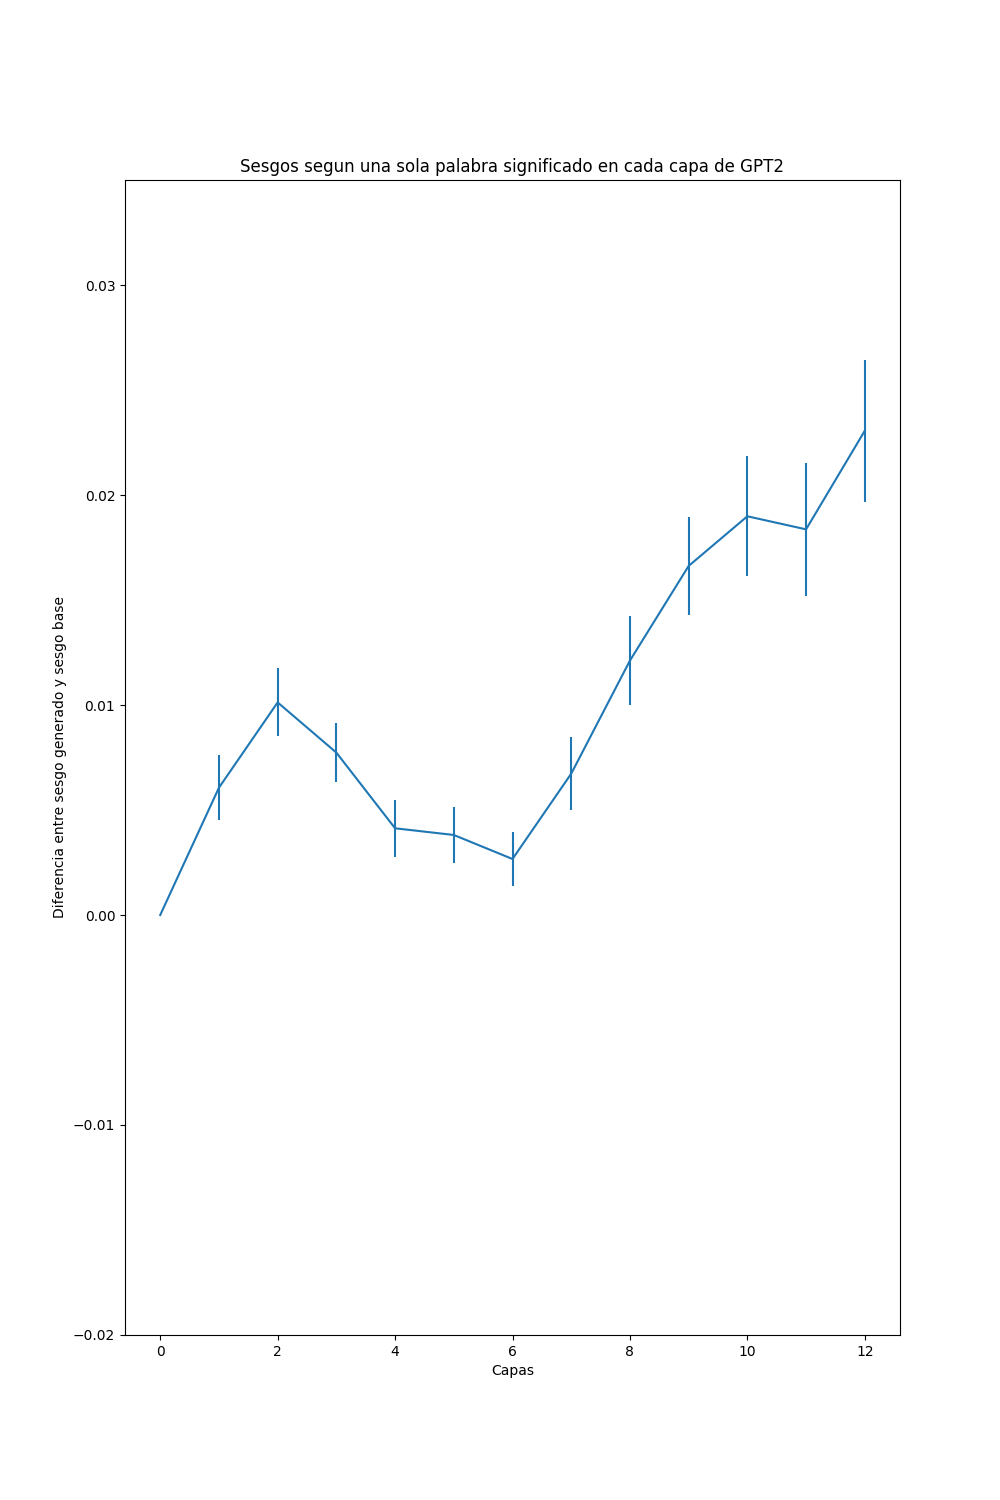 Sesgos segun una sola palabra significado en cada capa de GPT2
Diferencia entre sesgo generado y sesgo base
0.03
0.02
0.01
0.00
−0.01
−0.02
0 2 4 6 8 10 12
Capas